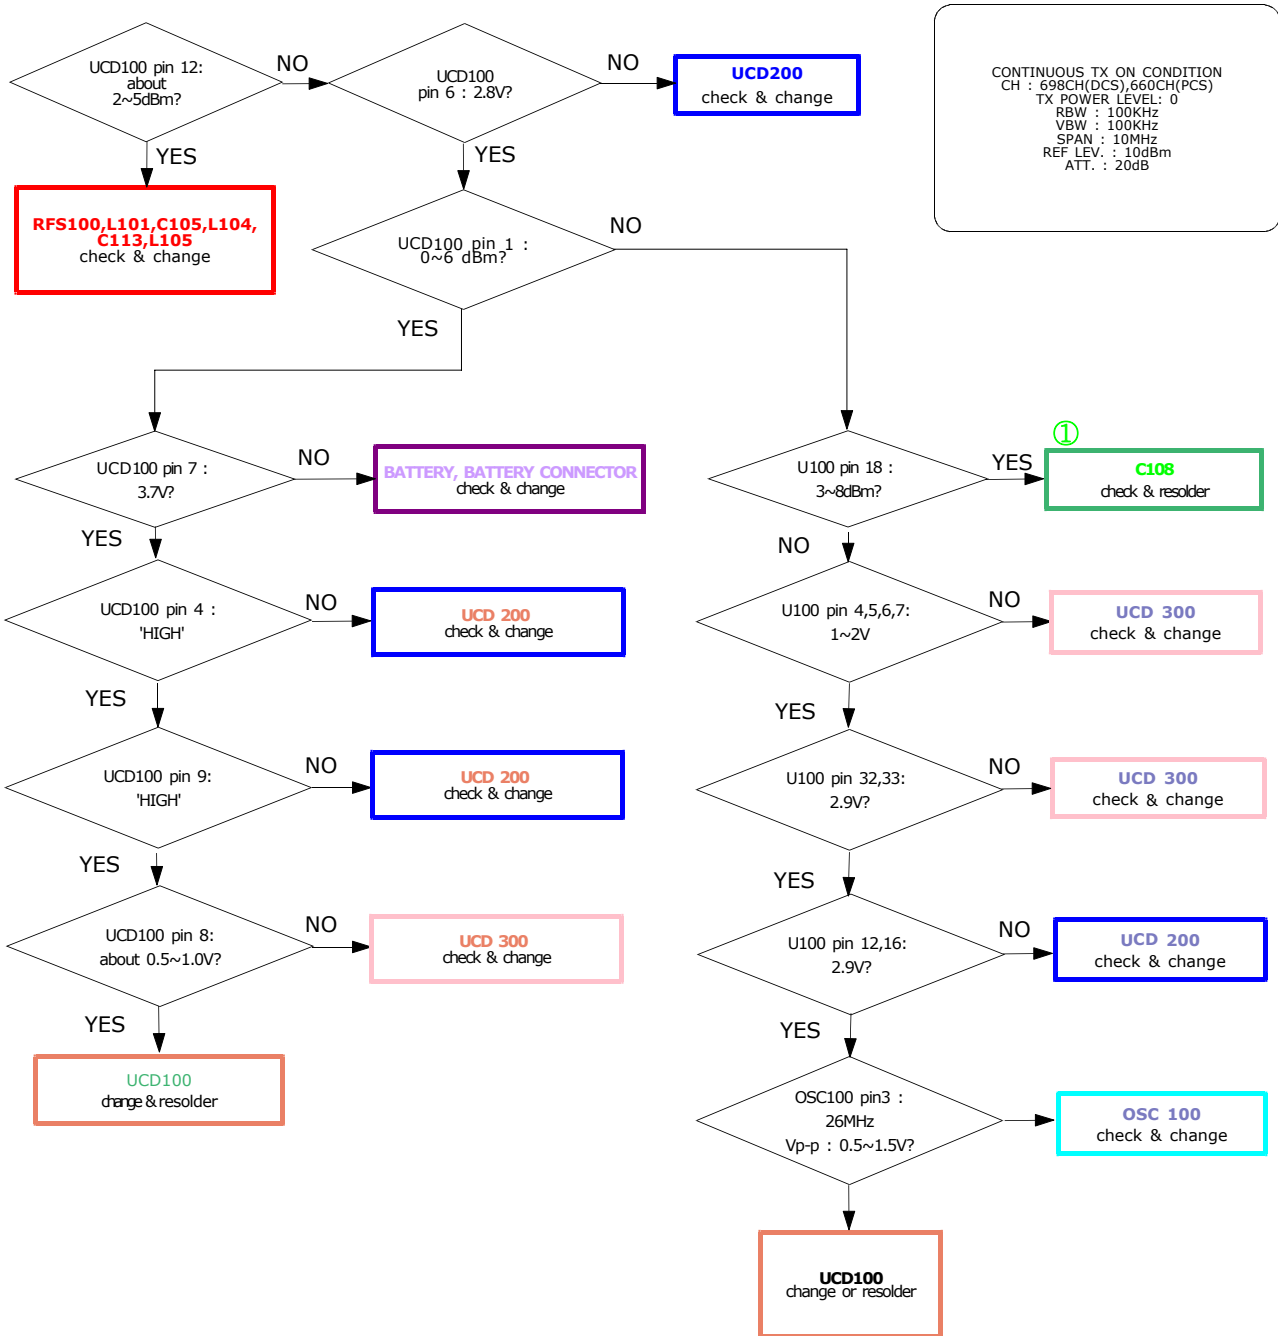 UCD100 pin 12:
about
2~5dBm?
NO
UCD100
pin 6 : 2.8V?
NO
UCD200
check & change
CONTINUOUS TX ON CONDITION
CH : 698CH(DCS),660CH(PCS)
TX POWER LEVEL: 0
RBW : 100KHz
VBW : 100KHz
SPAN : 10MHz
REF LEV. : 10dBm
ATT. : 20dB
YES
YES
RFS100,L101,C105,L104,
C113,L105
check & change
UCD100 pin 1 :
0~6 dBm?
NO
YES
UCD100 pin 7 :
3.7V?
NO
BATTERY, BATTERY CONNECTOR
check & change
YES
UCD100 pin 4 :
'HIGH'
NO
UCD 200
check & change
YES
UCD100 pin 9:
'HIGH'
NO
UCD 200
check & change
YES
UCD100 pin 8:
about 0.5~1.0V?
NO
UCD 300
check & change
YES
UCD100
change & resolder
U100 pin 18 :
3~8dBm?
YES
①
C108
check & resolder
NO
U100 pin 4,5,6,7:
1~2V
NO
UCD 300
check & change
YES
U100 pin 32,33:
2.9V?
NO
UCD 300
check & change
YES
U100 pin 12,16:
2.9V?
NO
UCD 200
check & change
YES
OSC100 pin3 :
26MHz
Vp-p : 0.5~1.5V?
OSC 100
check & change
UCD100
change or resolder